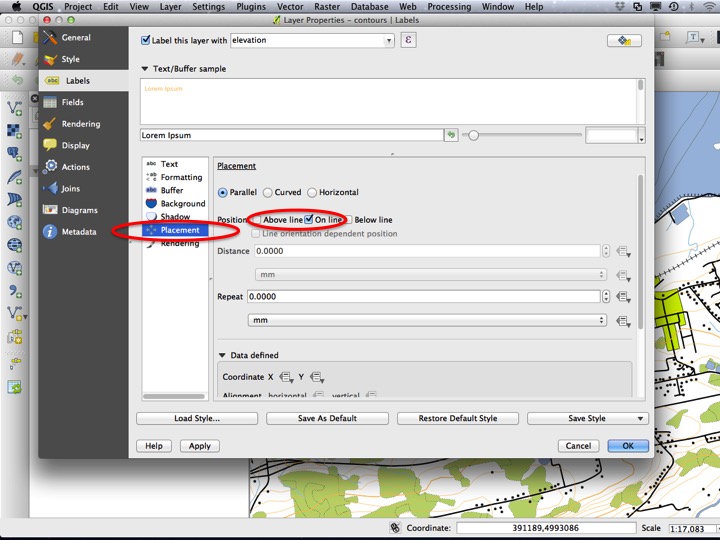 QGIS Project Edit View Layer Settings Plugins Vector Raster Database Web Processing Window
Layer Properties - contours | Labels
General
Style
Labels
Fields
Rendering
Display
Actions
Joins
Diagrams
Metadata
Label this layer with elevation ε
Text/Buffer sample
Lorem Ipsum
Lorem Ipsum
Text
Formatting
Buffer
Background
Shadow
Placement
Rendering
Placement
Parallel Curved Horizontal
Position Above line On line Below line
Line orientation dependent position
Distance 0.0000
mm
Repeat 0.0000
mm
Data defined
Coordinate X Y
Alignment horizontal vertical
Load Style... Save As Default Restore Default Style Save Style
Help Apply Cancel OK
Coordinate: 391189,4993086 Scale 1:17,083